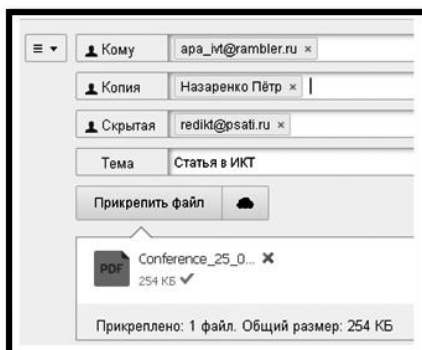 Кому apa_ivt@rambler.ru ×
Копия Назаренко Пётр ×
Скрытая redikt@psati.ru ×
Тема Статья в ИКТ
Прикрепить файл
PDF Conference_25_0...
254 КБ
Прикреплено: 1 файл. Общий размер: 254 КБ